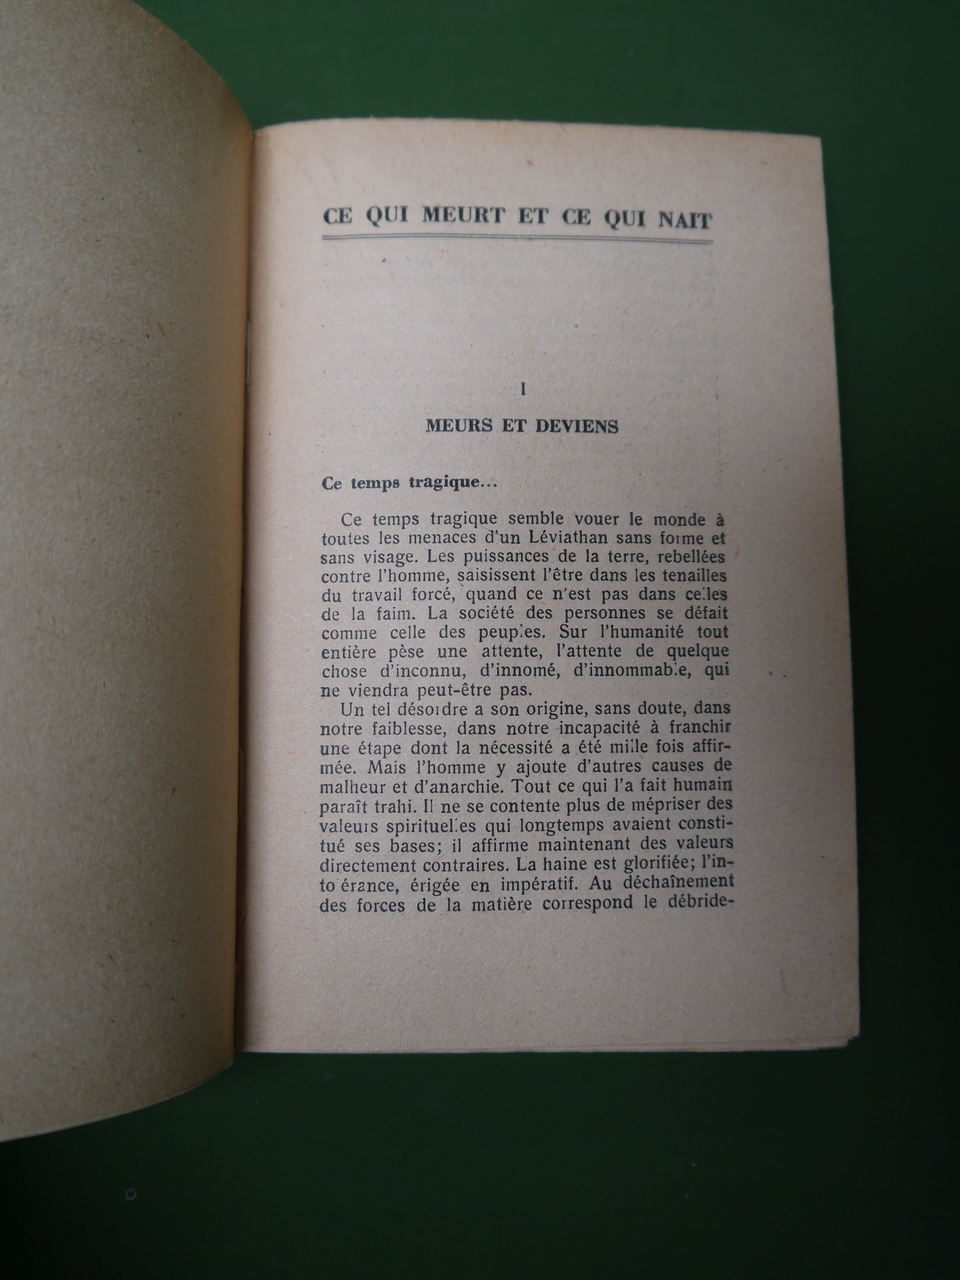 CE QUI MEURT ET CE QUI NAIT
I
MEURS ET DEVIENS
Ce temps tragique...
Ce temps tragique semble vouer le monde à
toutes les menaces d'un Léviathan sans forme et
sans visage. Les puissances de la terre, rebellées
contre l'homme, saisissent l'être dans les tenailles
du travail forcé, quand ce n'est pas dans celles
de la faim. La société des personnes se défait
comme celle des peuples. Sur l'humanité tout
entière pèse une attente, l'attente de quelque
chose d'inconnu, d'innomé, d'innommable, qui
ne viendra peut-être pas.
Un tel désordre a son origine, sans doute, dans
notre faiblesse, dans notre incapacité à franchir
une étape dont la nécessité a été mille fois affir-
mée. Mais l'homme y ajoute d'autres causes de
malheur et d'anarchie. Tout ce qui l'a fait humain
paraît trahi. Il ne se contente plus de mépriser des
valeurs spirituelles qui longtemps avaient consti-
tué ses bases; il affirme maintenant des valeurs
directement contraires. La haine est glorifiée; l'in-
tolérance, érigée en impératif. Au déchaînement
des forces de la matière correspond le débride-